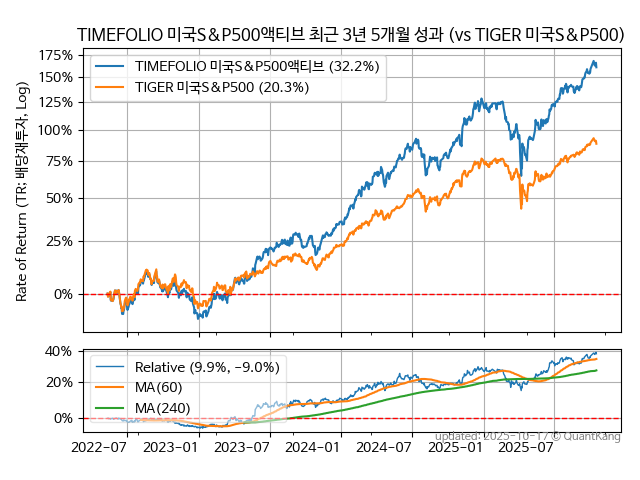 TIMEFOLIO 미국S&P500액티브 최근 3년 5개월 성과 (vs TIGER 미국S&P500)
TIMEFOLIO 미국S&P500액티브 (32.2%)
TIGER 미국S&P500 (20.3%)
Rate of Return (TR: 배당재투자, Log)
175%
150%
125%
100%
75%
50%
25%
0%
Relative (9.9%, −9.0%)
MA(60)
MA(240)
40%
20%
0%
2022-07
2023-01
2023-07
2024-01
2024-07
2025-01
2025-07
updated: 2025-10-17 © QuantKang